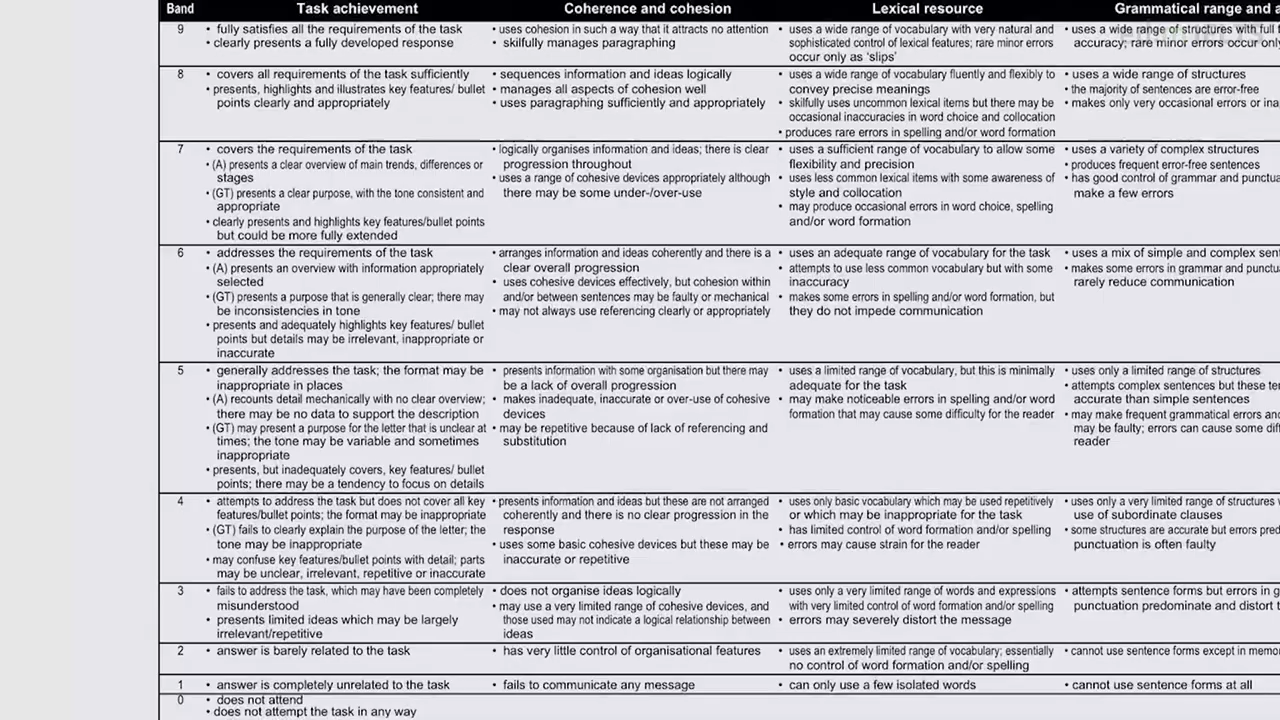 Band
Task achievement
Coherence and cohesion
Lexical resource
Grammatical range and a
9
• fully satisfies all the requirements of the task
• clearly presents a fully developed response
• uses cohesion in such a way that it attracts no attention
• skilfully manages paragraphing
• uses a wide range of vocabulary with very natural and
sophisticated control of lexical features; rare minor errors
occur only as ‘slips’
• uses a wide range of structures with full
accuracy; rare minor errors occur only
8
• covers all requirements of the task sufficiently
• presents, highlights and illustrates key features/ bullet
points clearly and appropriately
• sequences information and ideas logically
• manages all aspects of cohesion well
• uses paragraphing sufficiently and appropriately
• uses a wide range of vocabulary fluently and flexibly to
convey precise meanings
• skilfully uses uncommon lexical items but there may be
occasional inaccuracies in word choice and collocation
• produces rare errors in spelling and/or word formation
• uses a wide range of structures
• the majority of sentences are error-free
• makes only very occasional errors or ina
7
• covers the requirements of the task
• (A) presents a clear overview of main trends, differences or
stages
• (GT) presents a clear purpose, with the tone consistent and
appropriate
• clearly presents and highlights key features/bullet points
but could be more fully extended
• logically organises information and ideas; there is clear
progression throughout
• uses a range of cohesive devices appropriately although
there may be some under-/over-use
• uses a sufficient range of vocabulary to allow some
flexibility and precision
• uses less common lexical items with some awareness of
style and collocation
• may produce occasional errors in word choice, spelling
and/or word formation
• uses a variety of complex structures
• produces frequent error-free sentences
• has good control of grammar and punctua
make a few errors
6
• addresses the requirements of the task
• (A) presents an overview with information appropriately
selected
• (GT) presents a purpose that is generally clear; there may
be inconsistencies in tone
• presents and adequately highlights key features/ bullet
points but details may be irrelevant, inappropriate or
inaccurate
• arranges information and ideas coherently and there is a
clear overall progression
• uses cohesive devices effectively, but cohesion within
and/or between sentences may be faulty or mechanical
• may not always use referencing clearly or appropriately
• uses an adequate range of vocabulary for the task
• attempts to use less common vocabulary but with some
inaccuracy
• makes some errors in spelling and/or word formation, but
they do not impede communication
• uses a mix of simple and complex sen
• makes some errors in grammar and punctu
rarely reduce communication
5
• generally addresses the task; the format may be
inappropriate in places
• (A) recounts detail mechanically with no clear overview;
there may be no data to support the description
• (GT) may present a purpose for the letter that is unclear at
times; the tone may be variable and sometimes
inappropriate
• presents, but inadequately covers, key features/ bullet
points; there may be a tendency to focus on details
• presents information with some organisation but there may
be a lack of overall progression
• makes inadequate, inaccurate or over-use of cohesive
devices
• may be repetitive because of lack of referencing and
substitution
• uses a limited range of vocabulary, but this is minimally
adequate for the task
• may make noticeable errors in spelling and/or word
formation that may cause some difficulty for the reader
• uses only a limited range of structures
• attempts complex sentences but these te
accurate than simple sentences
• may make frequent grammatical errors and
may be faulty; errors can cause some diff
reader
4
• attempts to address the task but does not cover all key
features/bullet points; the format may be inappropriate
• (GT) fails to clearly explain the purpose of the letter; the
tone may be inappropriate
• may confuse key features/bullet points with detail; parts
may be unclear, irrelevant, repetitive or inaccurate
• presents information and ideas but these are not arranged
coherently and there is no clear progression in the
response
• uses some basic cohesive devices but these may be
inaccurate or repetitive
• uses only basic vocabulary which may be used repetitively
or which may be inappropriate for the task
• has limited control of word formation and/or spelling
• errors may cause strain for the reader
• uses only a very limited range of structures w
use of subordinate clauses
• some structures are accurate but errors pred
punctuation is often faulty
3
• fails to address the task, which may have been completely
misunderstood
• presents limited ideas which may be largely
irrelevant/repetitive
• does not organise ideas logically
• may use a very limited range of cohesive devices, and
those used may not indicate a logical relationship between
ideas
• uses only a very limited range of words and expressions
with very limited control of word formation and/or spelling
• errors may severely distort the message
• attempts sentence forms but errors in g
punctuation predominate and distort t
2
• answer is barely related to the task
• has very little control of organisational features
• uses an extremely limited range of vocabulary; essentially
no control of word formation and/or spelling
• cannot use sentence forms except in memo
1
• answer is completely unrelated to the task
• fails to communicate any message
• can only use a few isolated words
• cannot use sentence forms at all
0
• does not attend
• does not attempt the task in any way